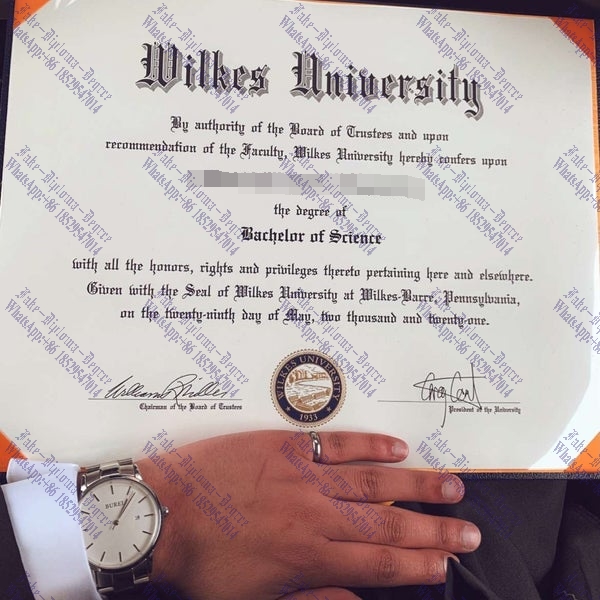 Wilkes University
By authority of the Board of Trustees and upon
recommendation of the Faculty, Wilkes University hereby confers upon
the degree of
Bachelor of Science
with all the honors, rights and privileges thereto pertaining here and elsewhere.
Given with the Seal of Wilkes University at Wilkes-Barre, Pennsylvania,
on the twenty-ninth day of May, two thousand and twenty-one.
WILKES UNIVERSITY
1933
Chairman of the Board of Trustees
President of the University
BUREI
Fake-Diploma-Degree
WhatsApp:+86 18529547014